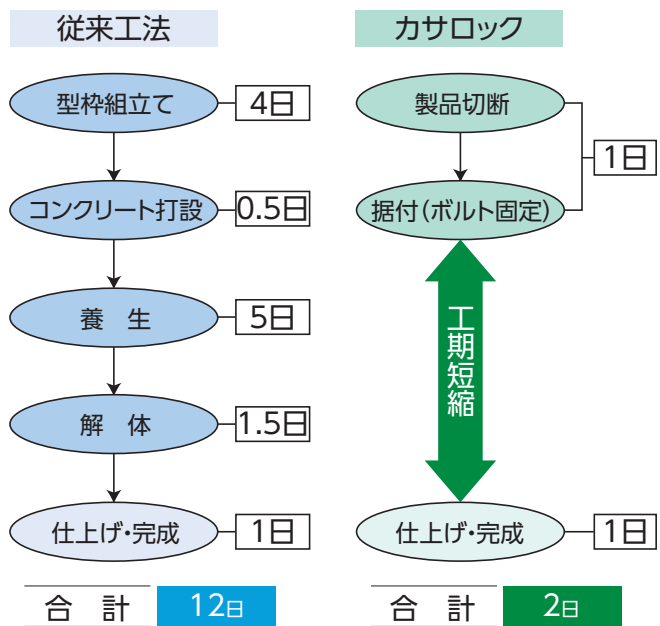 従来工法
型枠組立て 4日
コンクリート打設 0.5日
養 生 5日
解 体 1.5日
仕上げ・完成 1日
合 計 12日
カサロック
製品切断
1日
据付(ボルト固定)
工期短縮
仕上げ・完成 1日
合 計 2日